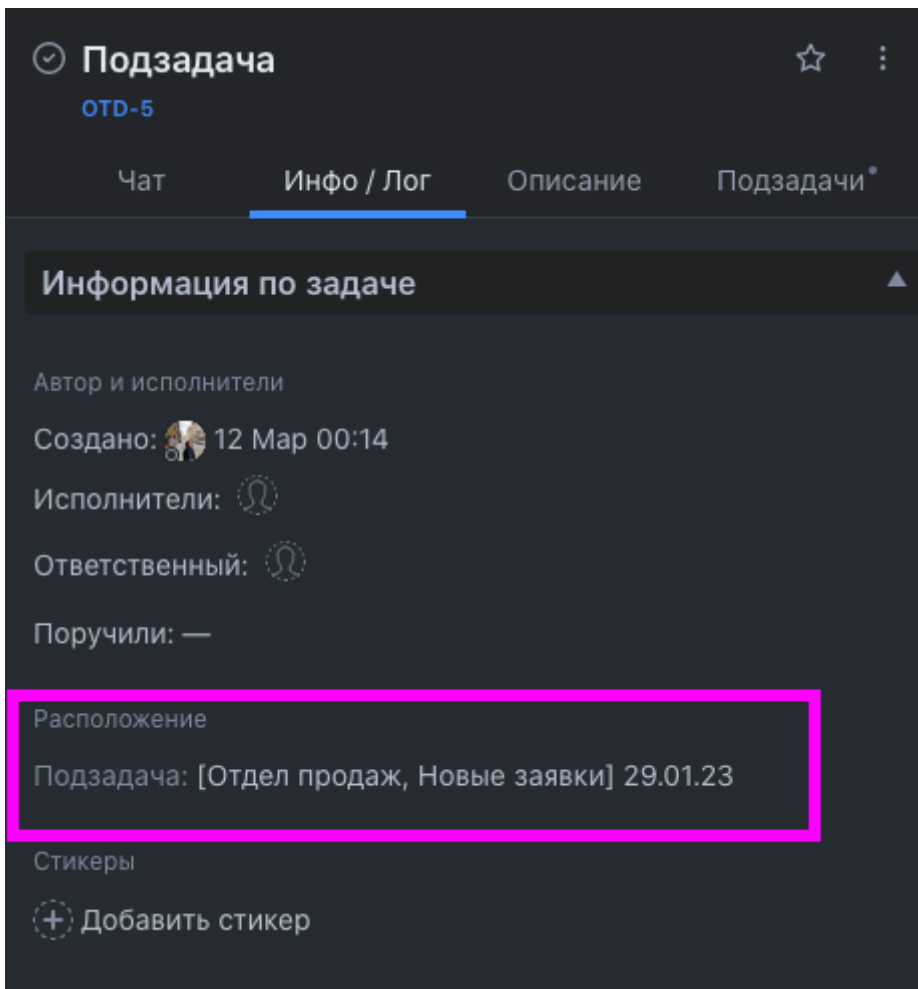 Подзадача
OTD-5
Чат Инфо / Лог Описание Подзадачи
Информация по задаче
Автор и исполнители
Создано: 12 Мар 00:14
Исполнители:
Ответственный:
Поручили: —
Расположение
Подзадача: [Отдел продаж, Новые заявки] 29.01.23
Стикеры
Добавить стикер